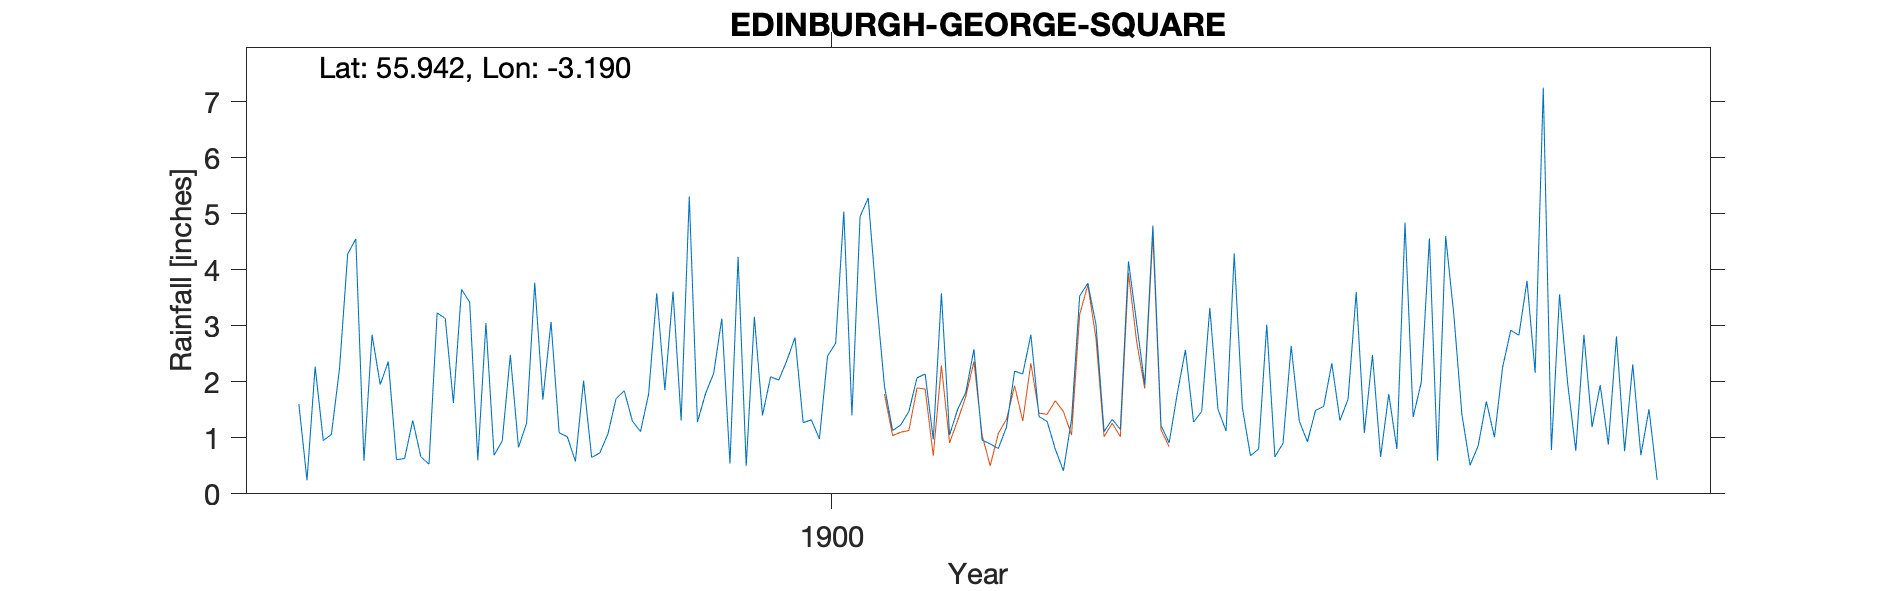 EDINBURGH-GEORGE-SQUARE
Lat: 55.942, Lon: -3.190
7
6
5
4
3
2
1
0
Rainfall [inches]
1900
Year